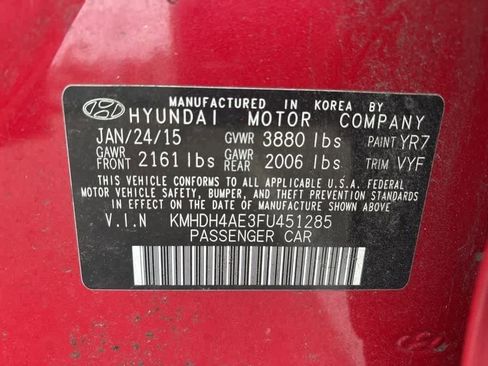 MANUFACTURED IN KOREA BY
HYUNDAI MOTOR COMPANY
JAN/24/15 GVWR 3880 lbs PAINT YR7
GAWR FRONT 2161 lbs GAWR REAR 2006 lbs TRIM VYF
THIS VEHICLE CONFORMS TO ALL APPLICABLE U.S.A. FEDERAL
MOTOR VEHICLE SAFETY, BUMPER, AND THEFT PREVENTION STANDARDS
IN EFFECT ON THE DATE OF MANUFACTURE SHOWN ABOVE.
V.I.N KMHDH4AE3FU451285
PASSENGER CAR